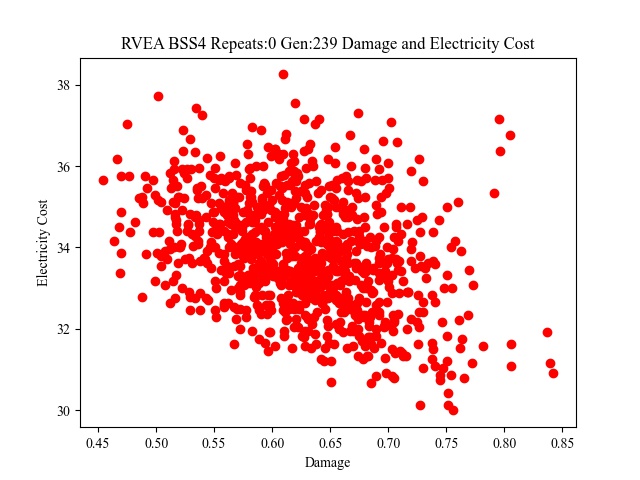 RVEA BSS4 Repeats:0 Gen:239 Damage and Electricity Cost
38
36
34
32
30
Electricity Cost
0.45 0.50 0.55 0.60 0.65 0.70 0.75 0.80 0.85
Damage